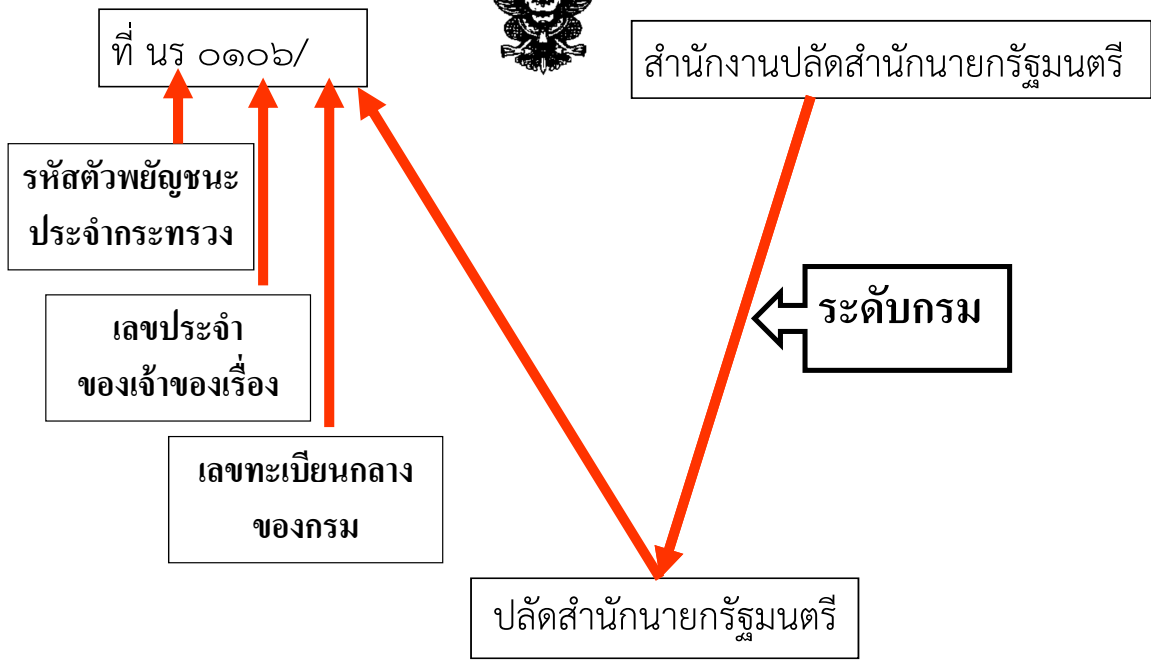 ที่ นร ๐๑๐๖/
สำนักงานปลัดสำนักนายกรัฐมนตรี
รหัสตัวพยัญชนะ
ประจำกระทรวง
เลขประจำ
ของเจ้าของเรื่อง
ระดับกรม
เลขทะเบียนกลาง
ของกรม
ปลัดสำนักนายกรัฐมนตรี